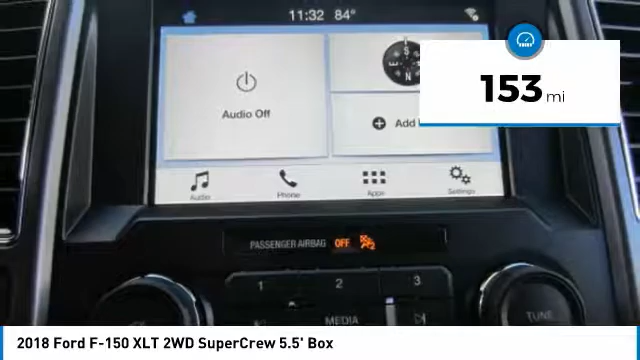 11:32 84°
153 mi
Audio Off
S
E
N
Add
Audio Phone Apps Settings
PASSENGER AIRBAG OFF
1 2 3
MEDIA
TUNE
2018 Ford F-150 XLT 2WD SuperCrew 5.5' Box